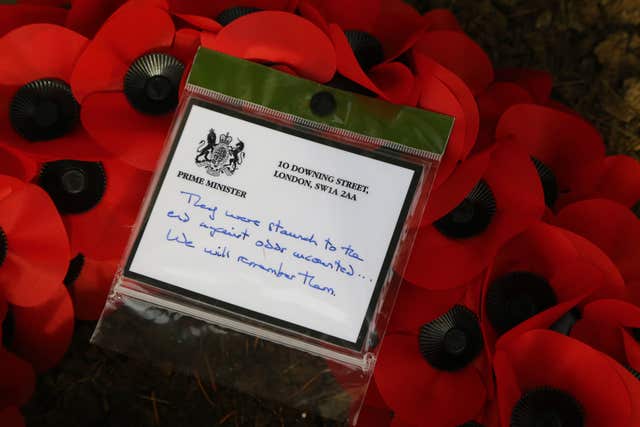 PRIME MINISTER
10 DOWNING STREET,
LONDON, SW1A 2AA
They were staunch to the
end against odds uncounted...
We will remember them.